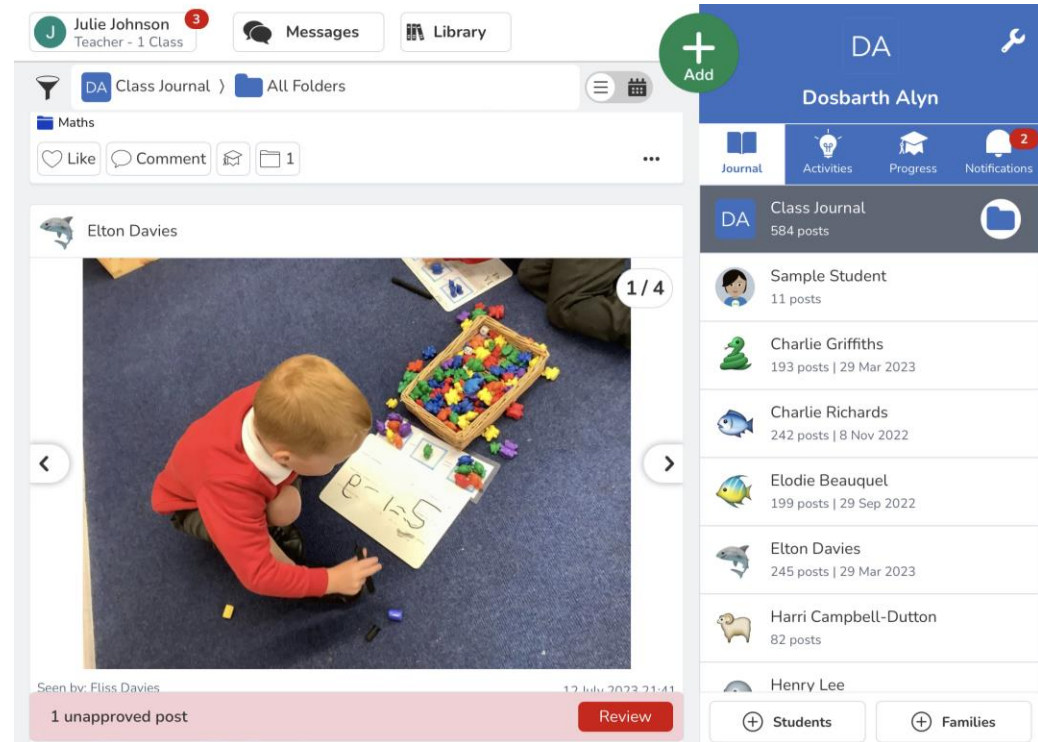 J
Julie Johnson
3
Teacher - 1 Class
Messages
Library
Add
DA Class Journal 〉 All Folders
Maths
Like
Comment
1
...
Elton Davies
1 / 4
6-1=5
Seen by: Fliss Davies
12 July 2023 21:41
1 unapproved post
Review
DA
Dosbarth Alyn
Journal
Activities
Progress
2
Notifications
DA
Class Journal
584 posts
Sample Student
11 posts
Charlie Griffiths
193 posts | 29 Mar 2023
Charlie Richards
242 posts | 8 Nov 2022
Elodie Beauquel
199 posts | 29 Sep 2022
Elton Davies
245 posts | 29 Mar 2023
Harri Campbell-Dutton
82 posts
Henry Lee
Students
Families